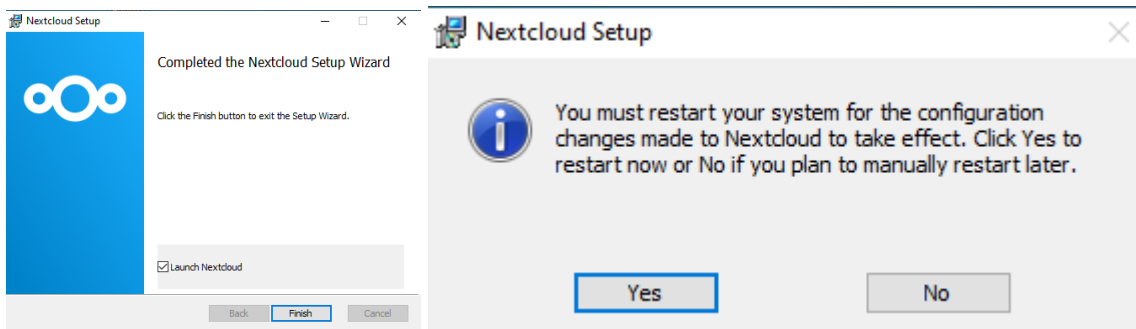 Nextcloud Setup
Completed the Nextcloud Setup Wizard
Click the Finish button to exit the Setup Wizard.
Launch Nextcloud
Back
Finish
Cancel
Nextcloud Setup
You must restart your system for the configuration
changes made to Nextcloud to take effect. Click Yes to
restart now or No if you plan to manually restart later.
Yes
No